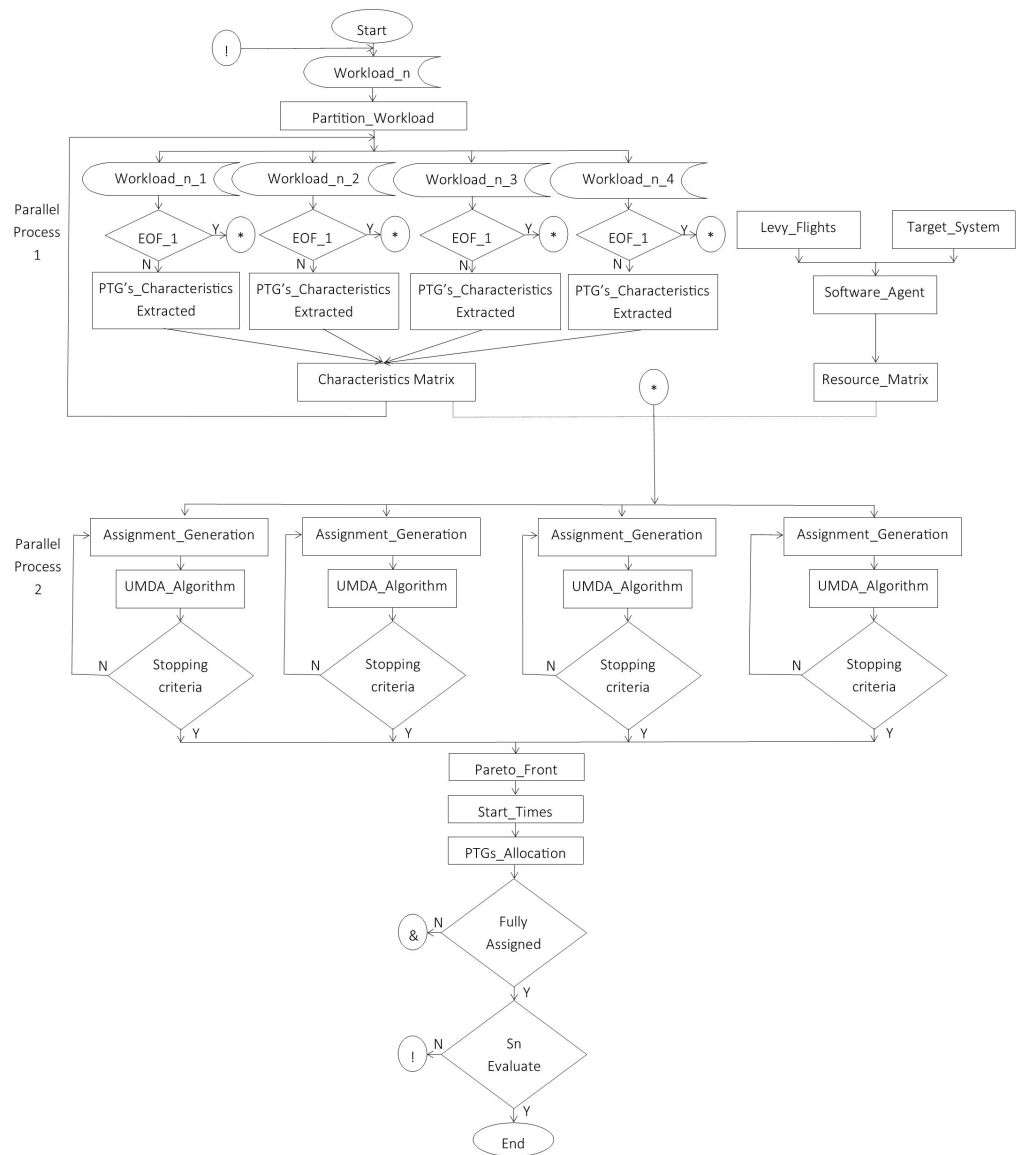 Start
!
Workload_n
Partition_Workload
Workload_n_1
Workload_n_2
Workload_n_3
Workload_n_4
Parallel
Process
1
EOF_1
Y
*
EOF_1
Y
*
EOF_1
Y
*
EOF_1
Y
*
Levy_Flights
Target_System
N
N
N
N
PTG’s_Characteristics
Extracted
PTG’s_Characteristics
Extracted
PTG’s_Characteristics
Extracted
PTG’s_Characteristics
Extracted
Software_Agent
Characteristics Matrix
*
Resource_Matrix
Parallel
Process
2
Assignment_Generation
Assignment_Generation
Assignment_Generation
Assignment_Generation
UMDA_Algorithm
UMDA_Algorithm
UMDA_Algorithm
UMDA_Algorithm
N
Stopping
criteria
N
Stopping
criteria
N
Stopping
criteria
N
Stopping
criteria
Y
Y
Y
Y
Pareto_Front
Start_Times
PTGs_Allocation
Fully
Assigned
N
&
Y
Sn
Evaluate
N
!
Y
End